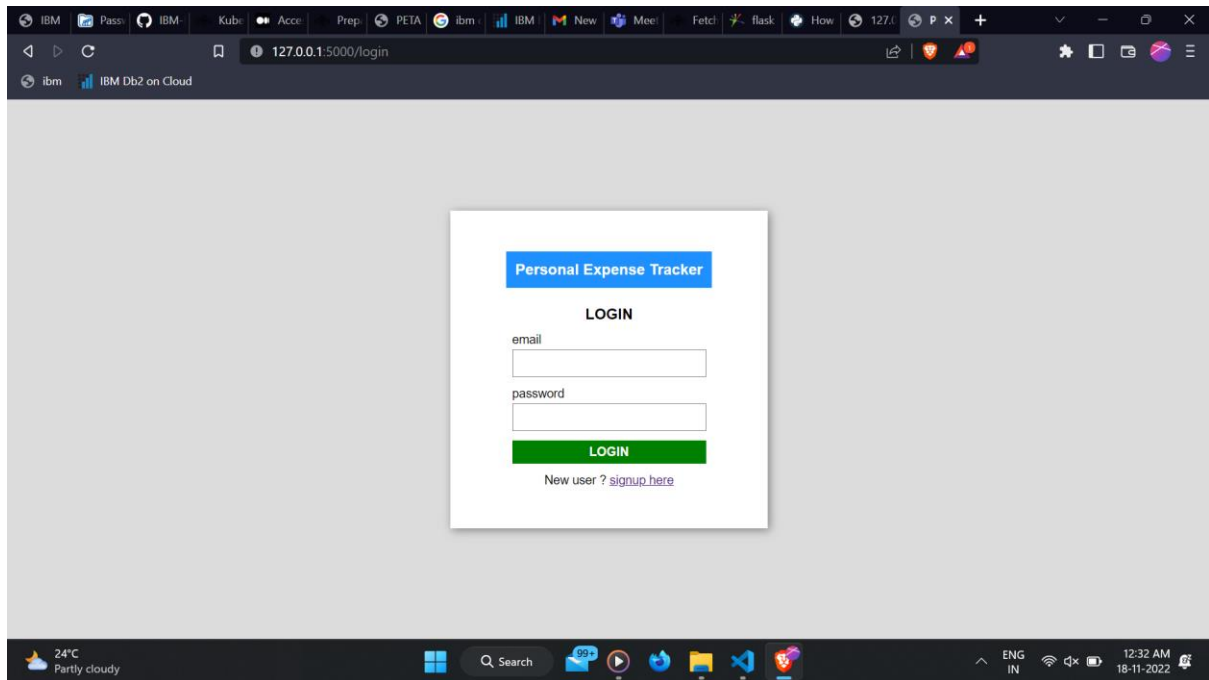 IBM Pass IBM- Kube Acce Prep PETA ibm IBM New Meet Fetch flask How 127.( P
127.0.0.1:5000/login
ibm IBM Db2 on Cloud
Personal Expense Tracker
LOGIN
email
password
LOGIN
New user ? signup here
24°C
Partly cloudy
Search
99+
ENG
IN
12:32 AM
18-11-2022